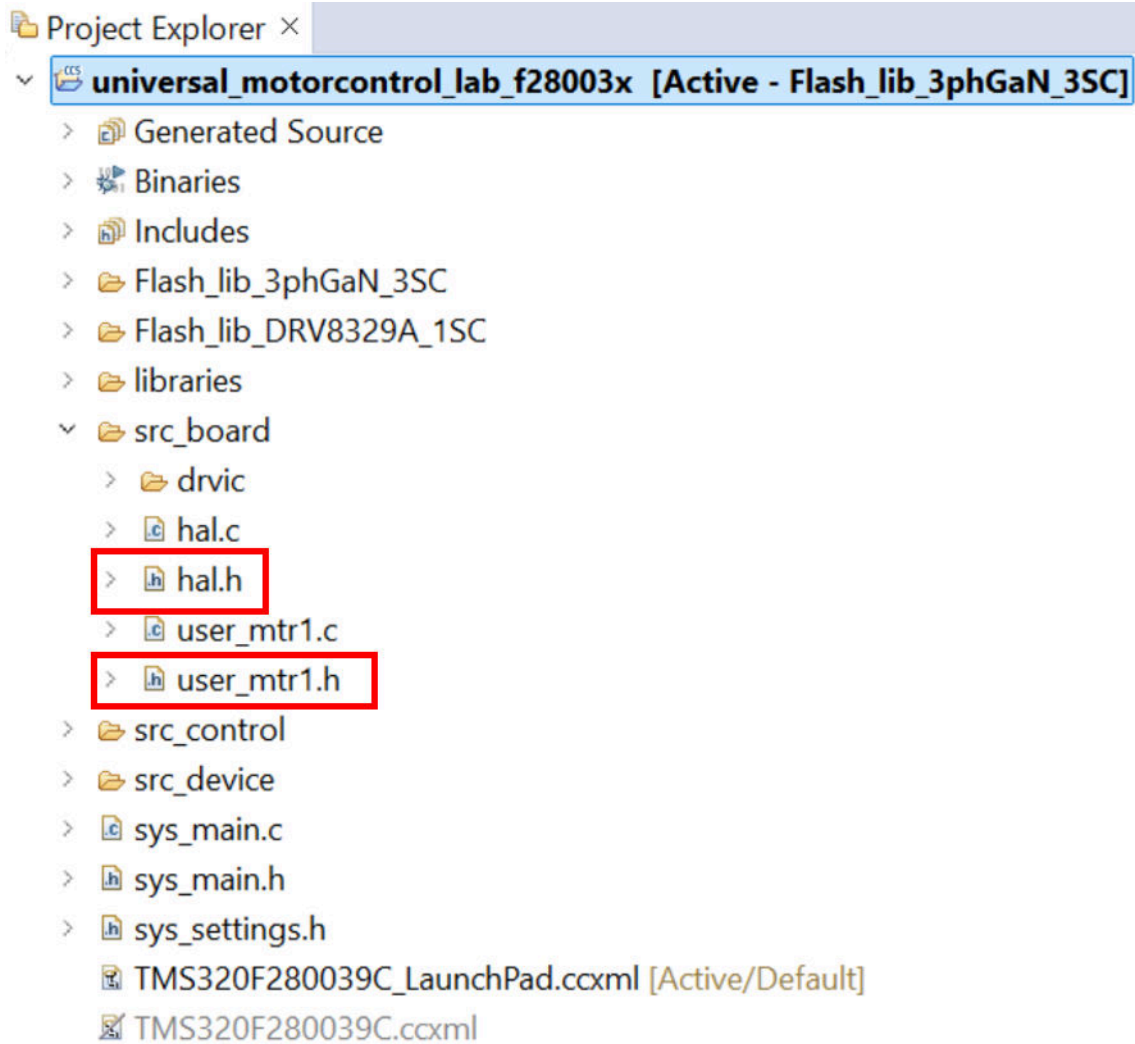 Project Explorer ×
universal_motorcontrol_lab_f28003x [Active - Flash_lib_3phGaN_3SC]
Generated Source
Binaries
Includes
Flash_lib_3phGaN_3SC
Flash_lib_DRV8329A_1SC
libraries
src_board
drvic
hal.c
hal.h
user_mtr1.c
user_mtr1.h
src_control
src_device
sys_main.c
sys_main.h
sys_settings.h
TMS320F280039C_LaunchPad.ccxml [Active/Default]
TMS320F280039C.ccxml